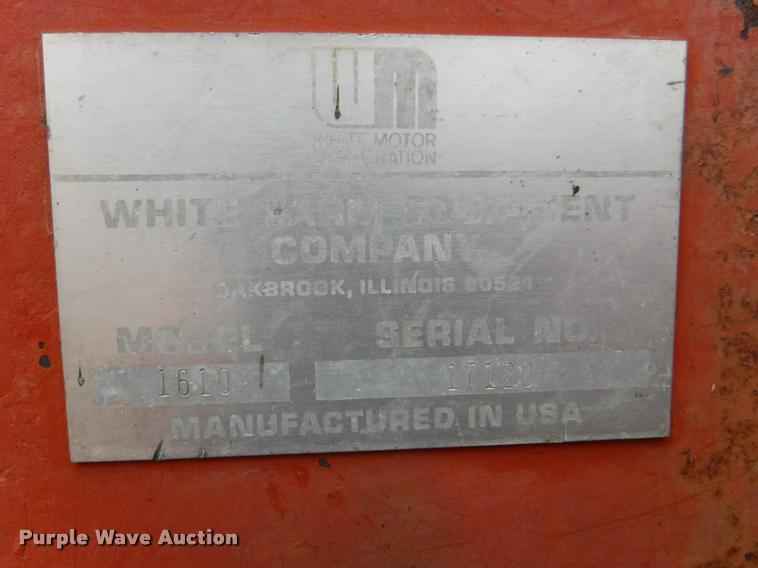 WM
WHITE MOTOR
CORPORATION
WHITE FARM EQUIPMENT
COMPANY
OAKBROOK, ILLINOIS 60521
MODEL SERIAL NO.
1610 17120
MANUFACTURED IN USA
Purple Wave Auction